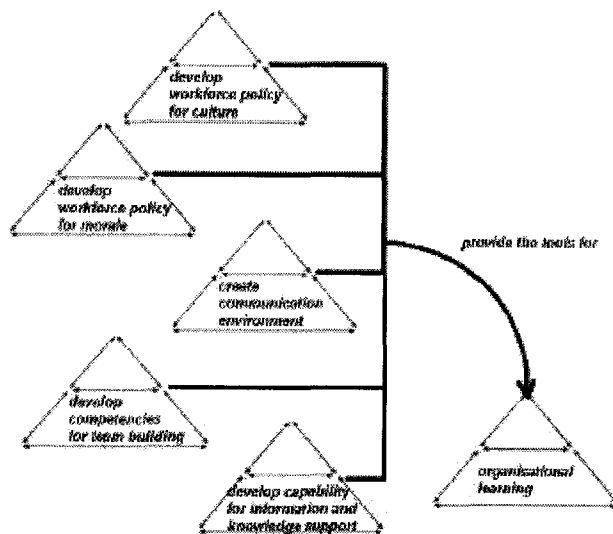 develop
workforce policy
for culture
develop
workforce policy
for morale
provide the tools for
create
communication
environment
develop
competencies
for team building
develop capability
for information and
knowledge support
organisational
learning